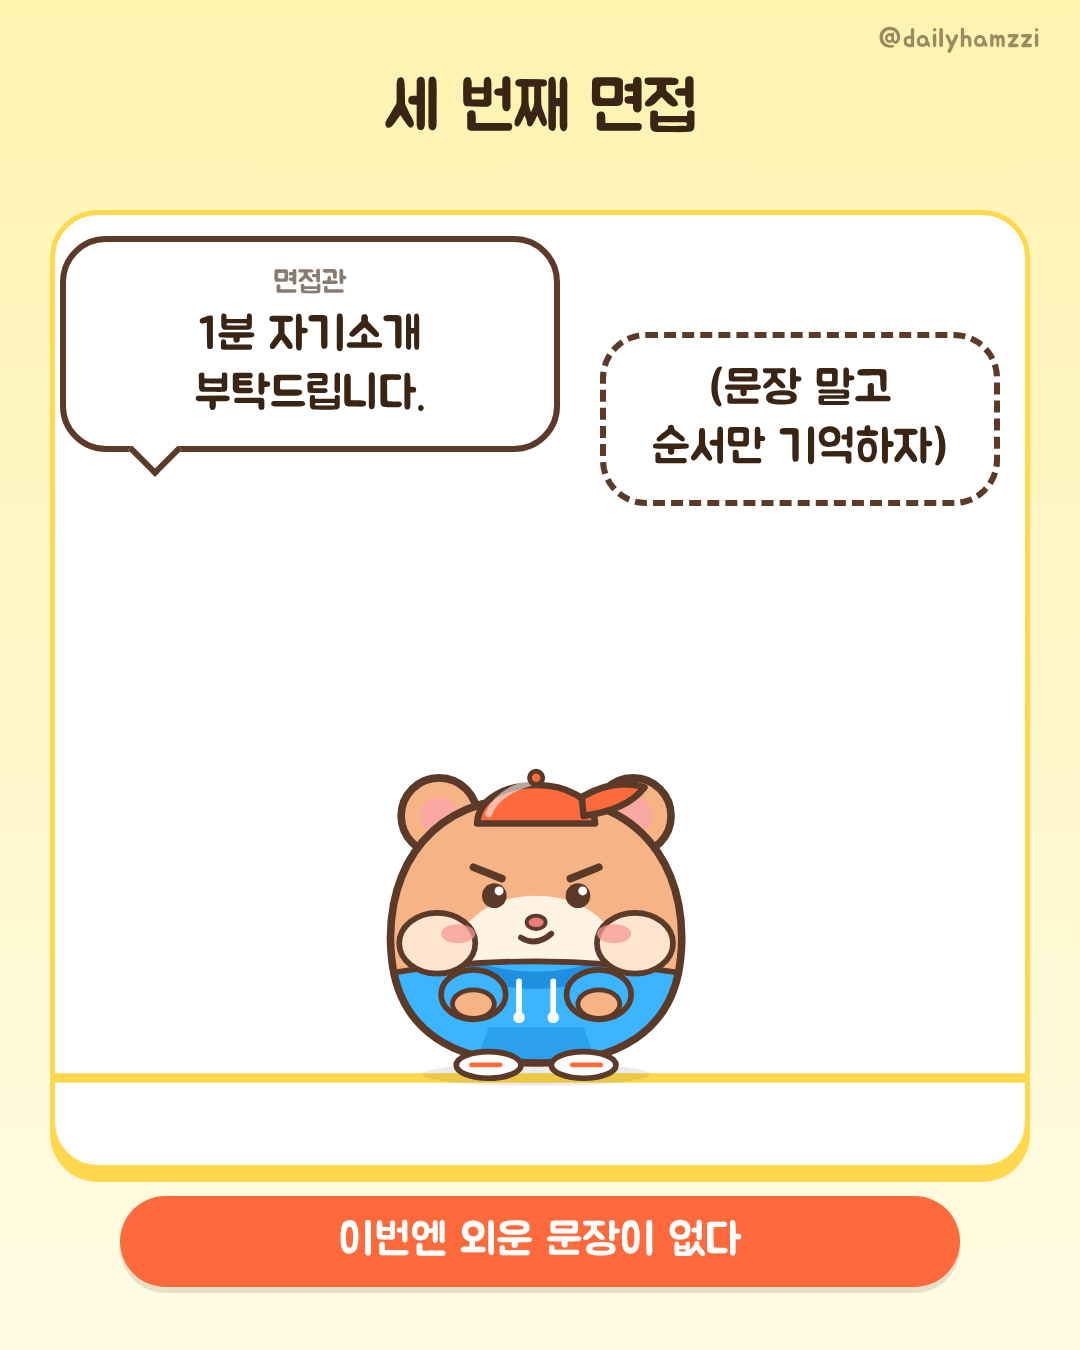 @dailyhamzzi
세 번째 면접
면접관
1분 자기소개
부탁드립니다.
(문장 말고
순서만 기억하자)
이번엔 외운 문장이 없다